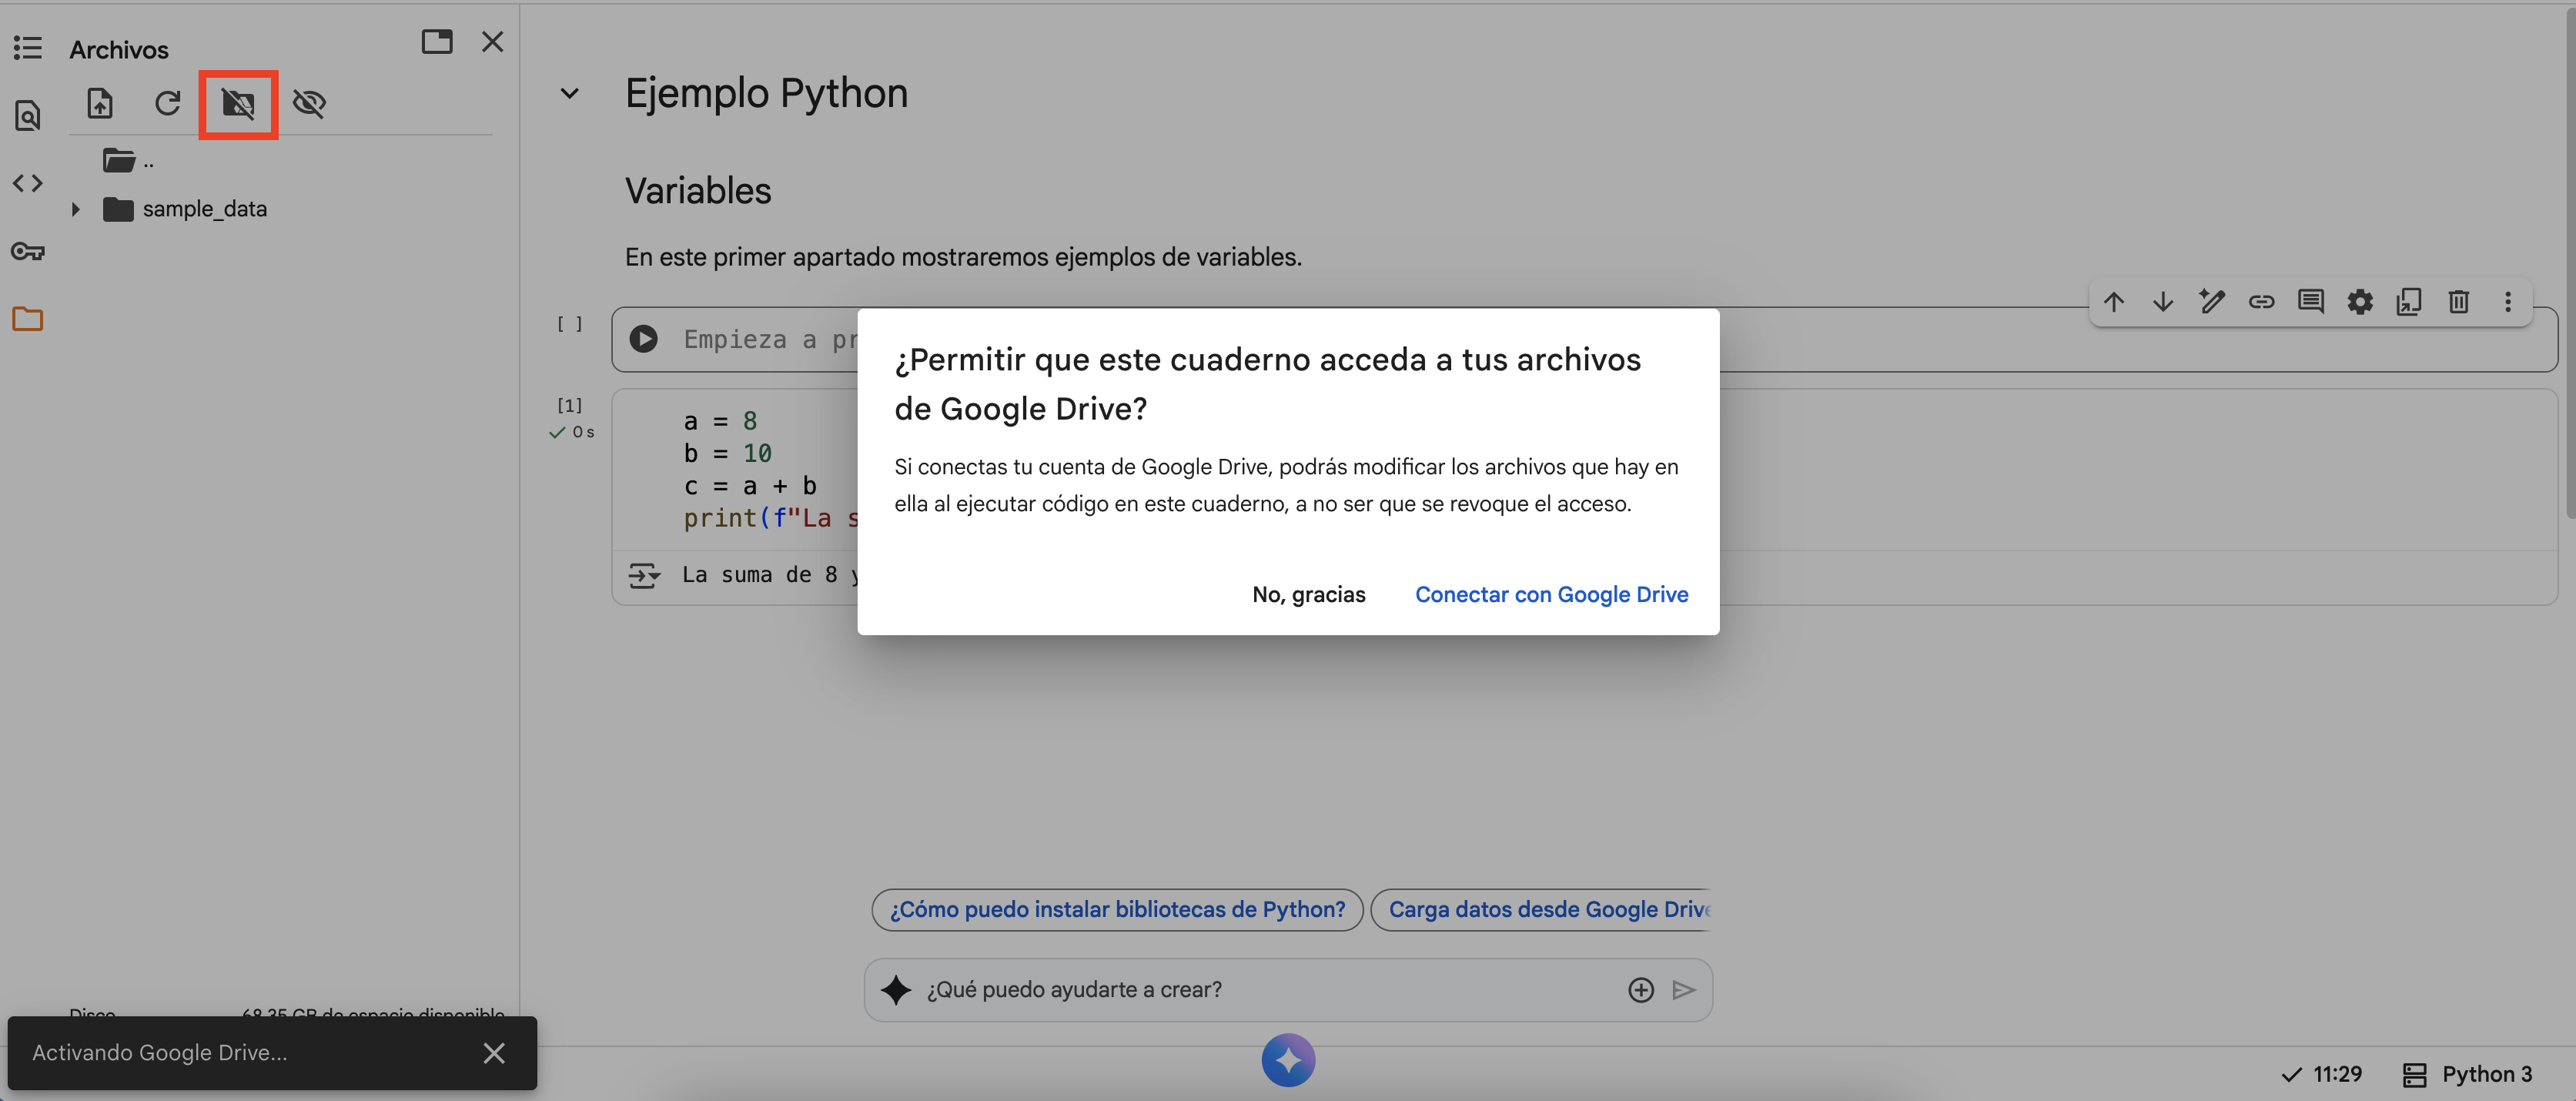 Archivos
..
sample_data
Ejemplo Python
Variables
En este primer apartado mostraremos ejemplos de variables.
[ ]
Empieza a pr
[1]
0 s
a = 8
b = 10
c = a + b
print(f"La s
La suma de 8 y
¿Permitir que este cuaderno acceda a tus archivos
de Google Drive?
Si conectas tu cuenta de Google Drive, podrás modificar los archivos que hay en
ella al ejecutar código en este cuaderno, a no ser que se revoque el acceso.
No, gracias
Conectar con Google Drive
¿Cómo puedo instalar bibliotecas de Python?
Carga datos desde Google Drive
¿Qué puedo ayudarte a crear?
Disco
68.35 GB de espacio disponible
Activando Google Drive...
11:29
Python 3